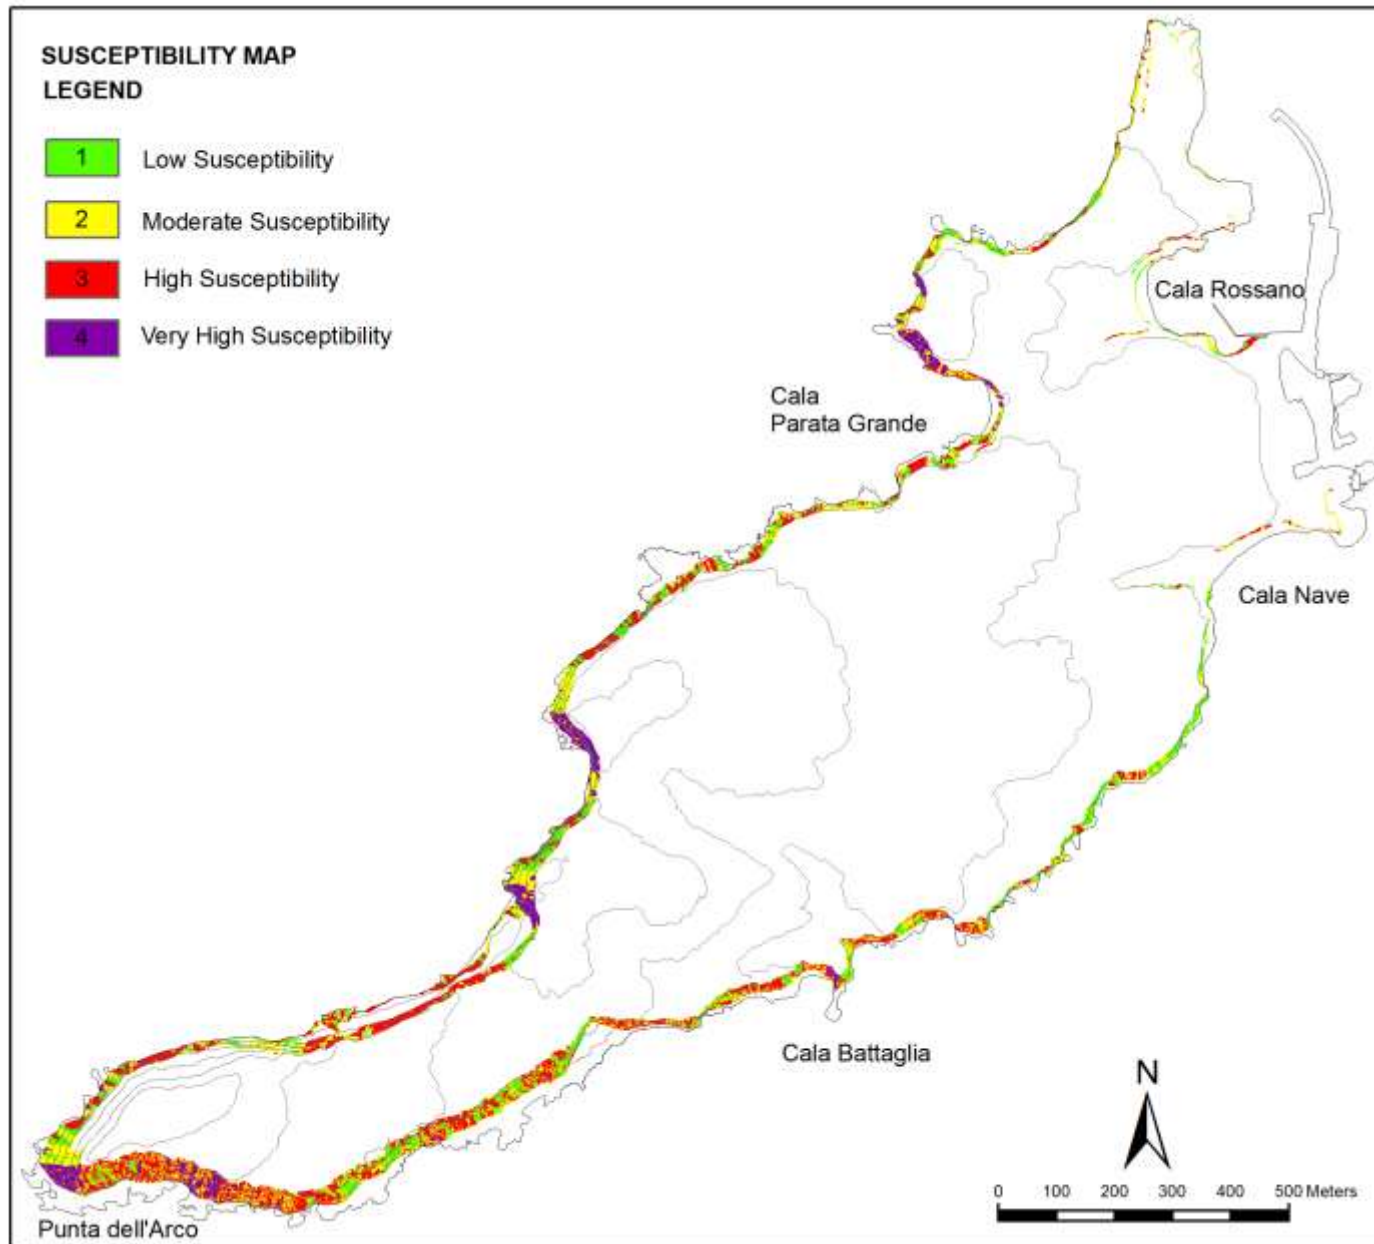 SUSCEPTIBILITY MAP
LEGEND
1 Low Susceptibility
2 Moderate Susceptibility
3 High Susceptibility
4 Very High Susceptibility
Cala Rossano
Cala
Parata Grande
Cala Nave
Cala Battaglia
N
0 100 200 300 400 500 Meters
Punta dell'Arco